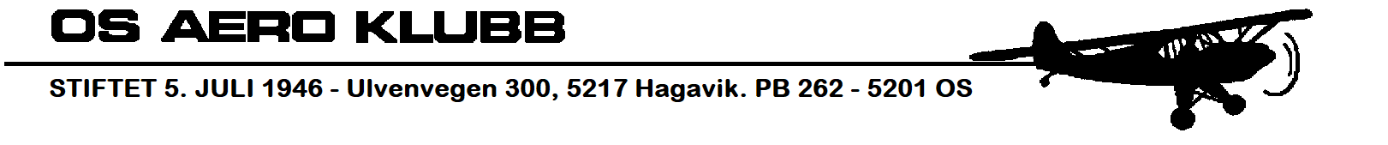 OS AERO KLUBB
STIFTET 5. JULI 1946 - Ulvenvegen 300, 5217 Hagavik. PB 262 - 5201 OS